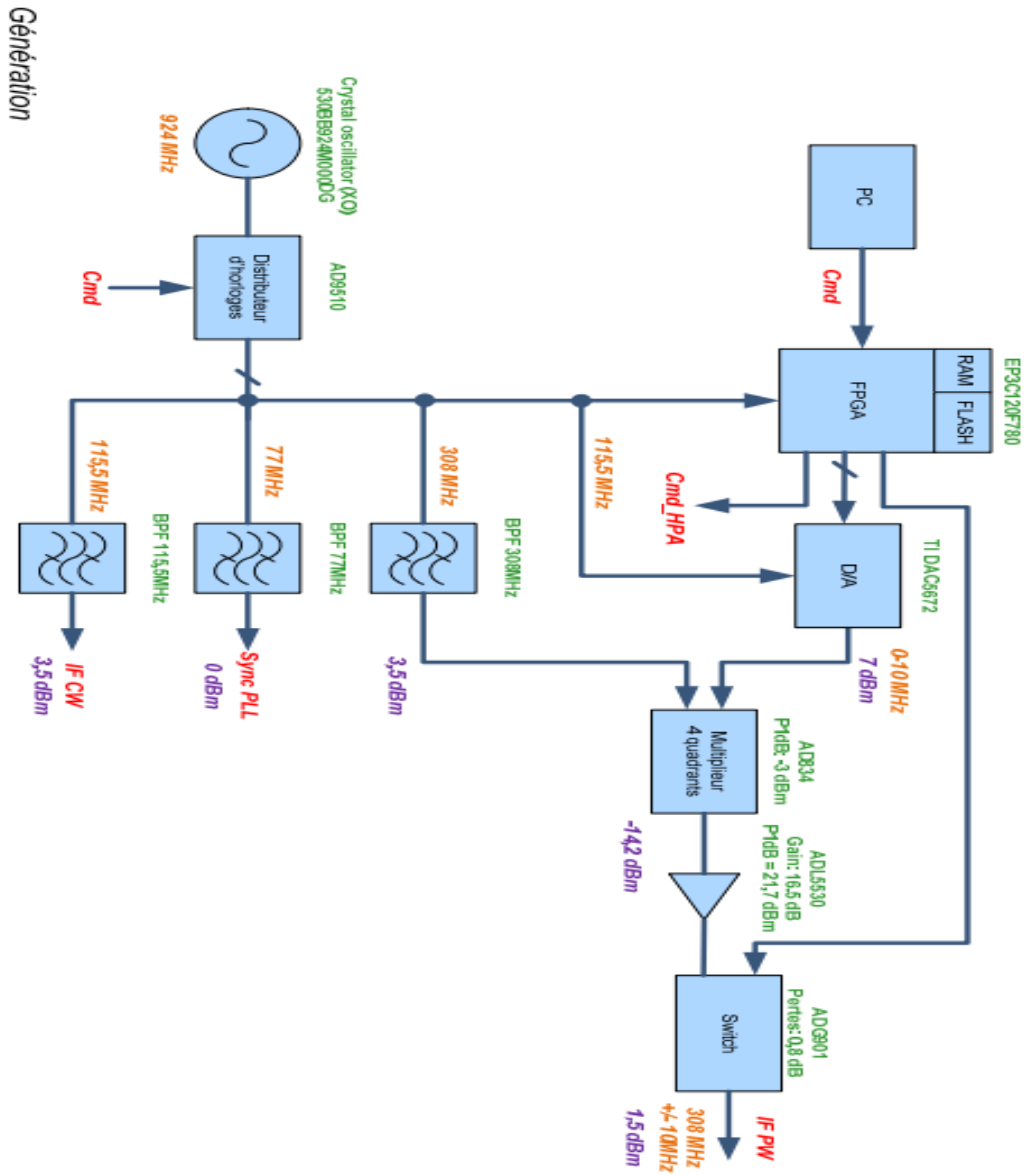 Génération
Crystal oscillator (XO)
530BB924M000DG
924 MHz
AD9510
Distributeur
d'horloges
Cmd
PC
Cmd
EP3C120F780
RAM
FLASH
FPGA
Cmd_HPA
115,5 MHz
308 MHz
77 MHz
115,5 MHz
TI DAC5672
D/A
0-10 MHz
7 dBm
BPF 308MHz
3,5 dBm
BPF 77MHz
Sync PLL
0 dBm
BPF 115,5MHz
IF CW
3,5 dBm
AD834
P1dB: -3 dBm
Multiplieur
4 quadrants
-14,2 dBm
ADL5530
Gain: 16.5 dB
P1dB = 21,7 dBm
ADG901
Pertes: 0,8 dB
Switch
IF PW
308 MHz
+/- 10MHz
1,5 dBm